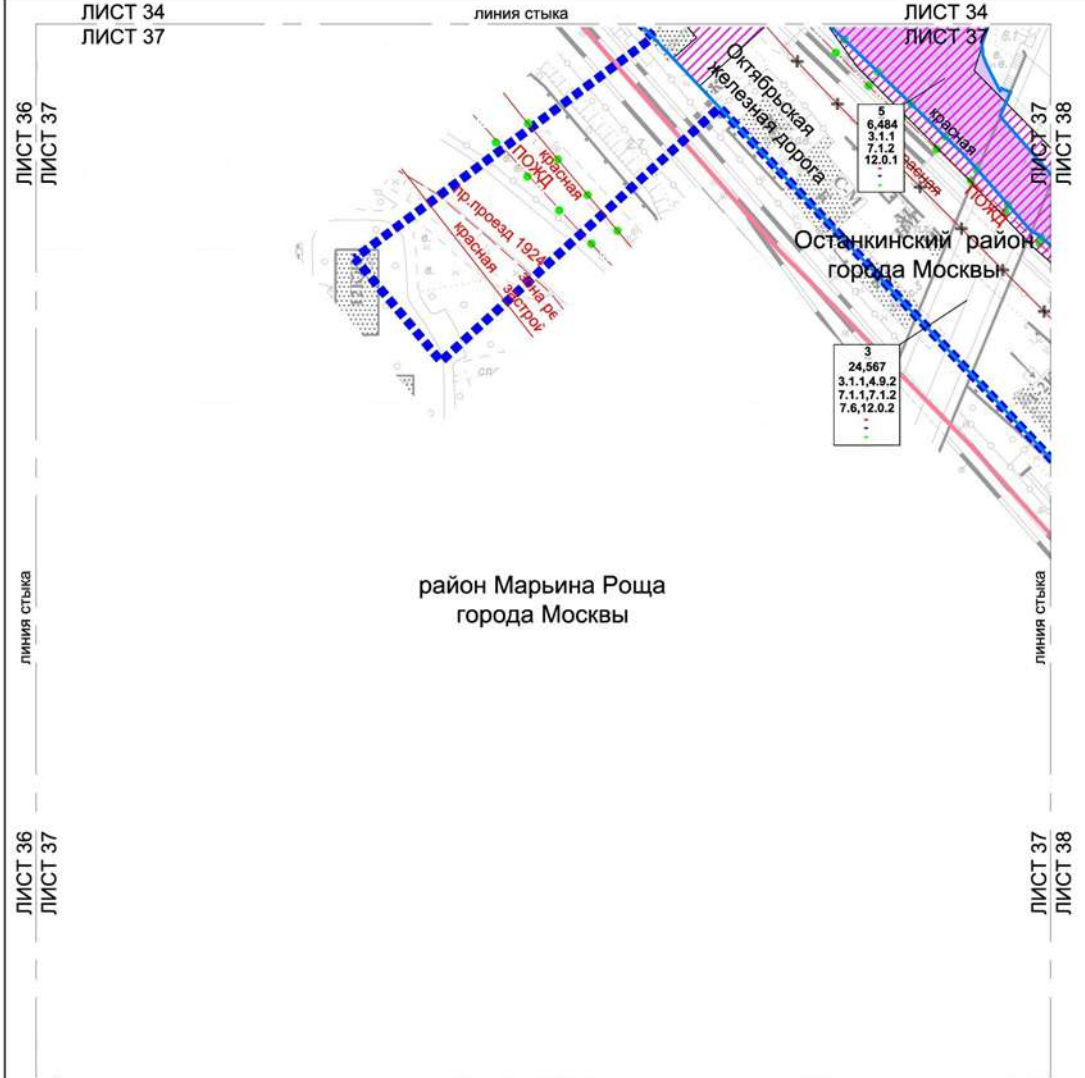 ЛИСТ 34
линия стыка
ЛИСТ 34
ЛИСТ 37
ЛИСТ 37
ЛИСТ 36
ЛИСТ 37
ЛИСТ 37
ЛИСТ 38
Октябрьская
железная дорога
красная
ПОЖД
красная
красная
ПОЖД
5
6,484
3.1.1
7.1.2
12.0.1
-
-
-
пр.проезд 1924
красная
застрой
Останкинский район
города Москвы
3
24,567
3.1.1,4.9.2
7.1.1,7.1.2
7.6,12.0.2
-
-
-
район Марьина Роща
города Москвы
линия стыка
линия стыка
ЛИСТ 36
ЛИСТ 37
ЛИСТ 37
ЛИСТ 38